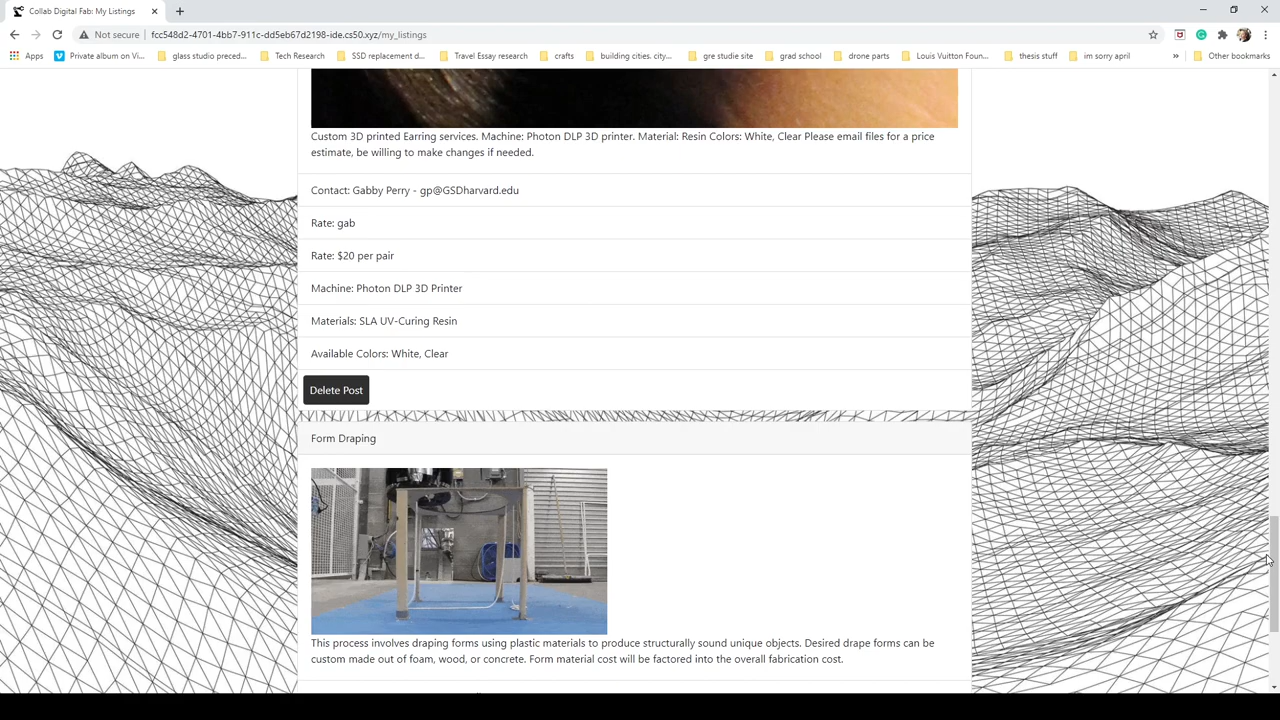 Collab Digital Fab: My Listings
Not secure fcc548d2-4701-4bb7-911c-dd5eb67d2198-ide.cs50.xyz/my_listings
Apps Private album on Vi... glass studio preced... Tech Research SSD replacement d... Travel Essay research crafts building cities. city... gre studie site grad school drone parts Louis Vuitton Foun... thesis stuff im sorry april » Other bookmarks
Custom 3D printed Earring services. Machine: Photon DLP 3D printer. Material: Resin Colors: White, Clear Please email files for a price
estimate, be willing to make changes if needed.
Contact: Gabby Perry - gp@GSDharvard.edu
Rate: gab
Rate: $20 per pair
Machine: Photon DLP 3D Printer
Materials: SLA UV-Curing Resin
Available Colors: White, Clear
Delete Post
Form Draping
This process involves draping forms using plastic materials to produce structurally sound unique objects. Desired drape forms can be
custom made out of foam, wood, or concrete. Form material cost will be factored into the overall fabrication cost.